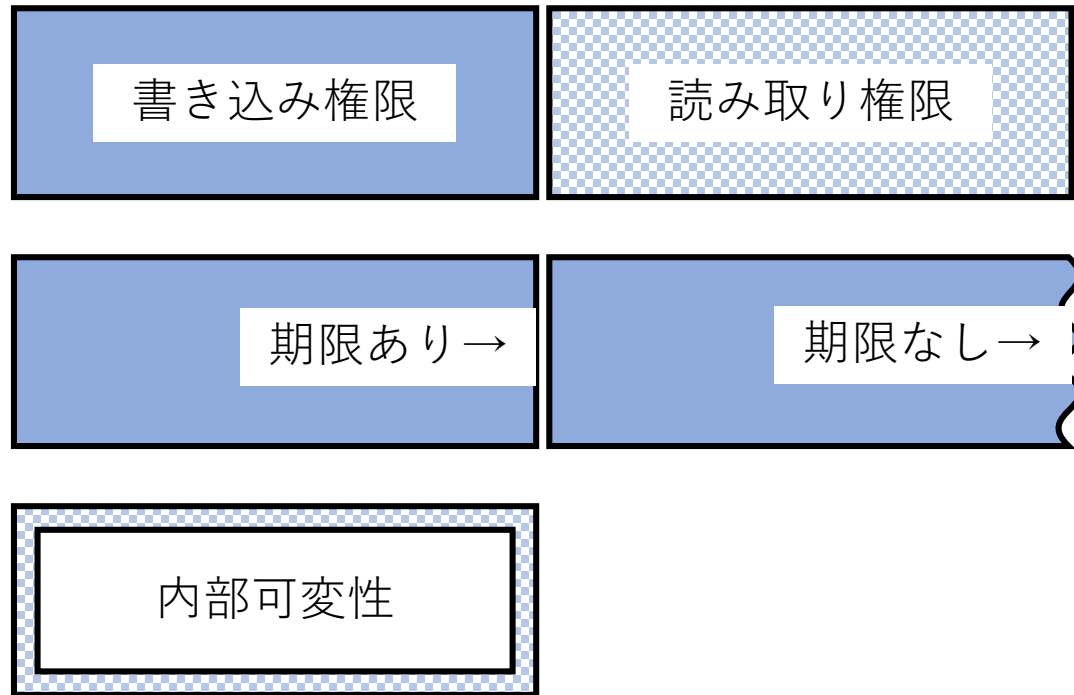 書き込み権限
読み取り権限
期限あり→
期限なし→
内部可変性